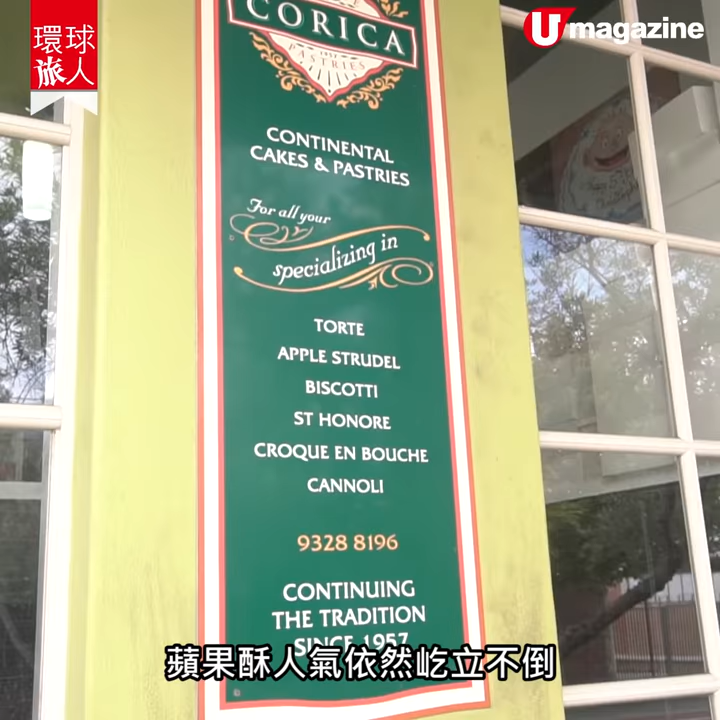 環球
旅人
U magazine
CORICA
PASTRIES
CONTINENTAL
CAKES & PASTRIES
For all your
specializing in
TORTE
APPLE STRUDEL
BISCOTTI
ST HONORE
CROQUE EN BOUCHE
CANNOLI
9328 8196
CONTINUING
THE TRADITION
SINCE 1957
蘋果酥人氣依然屹立不倒